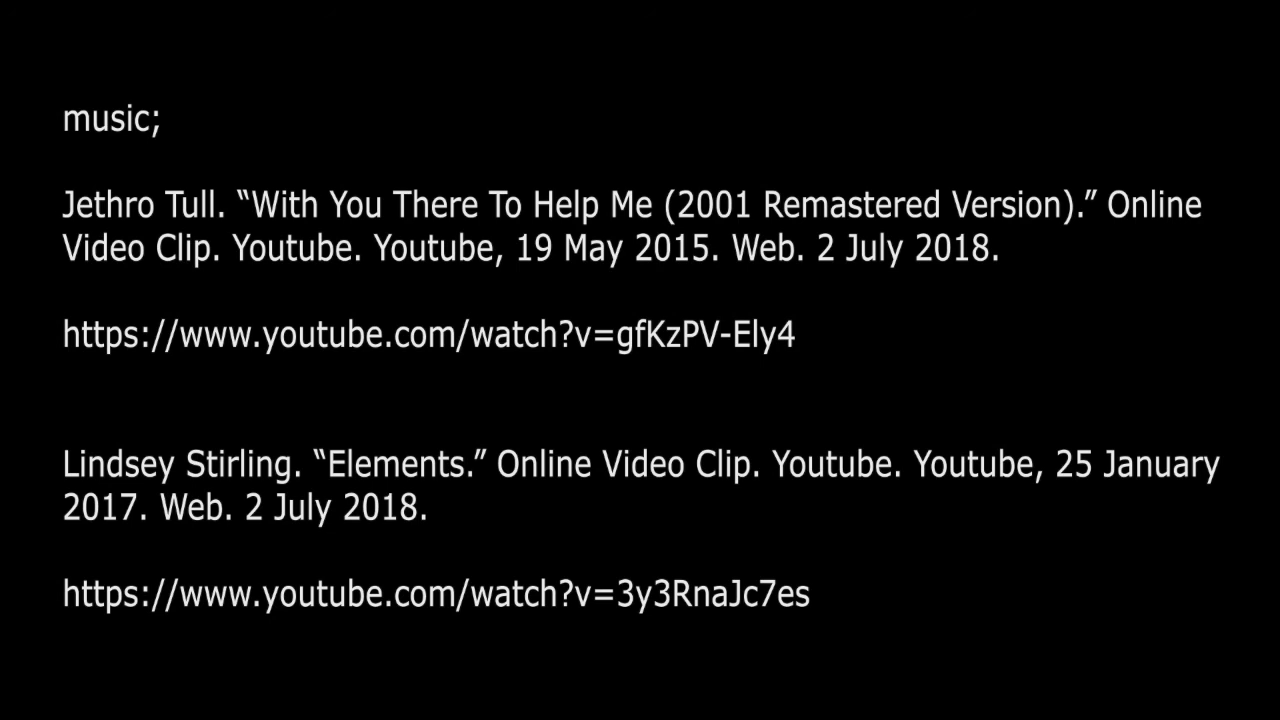 music;
Jethro Tull. “With You There To Help Me (2001 Remastered Version).” Online
Video Clip. Youtube. Youtube, 19 May 2015. Web. 2 July 2018.
https://www.youtube.com/watch?v=gfKzPV-Ely4
Lindsey Stirling. “Elements.” Online Video Clip. Youtube. Youtube, 25 January
2017. Web. 2 July 2018.
https://www.youtube.com/watch?v=3y3RnaJc7es